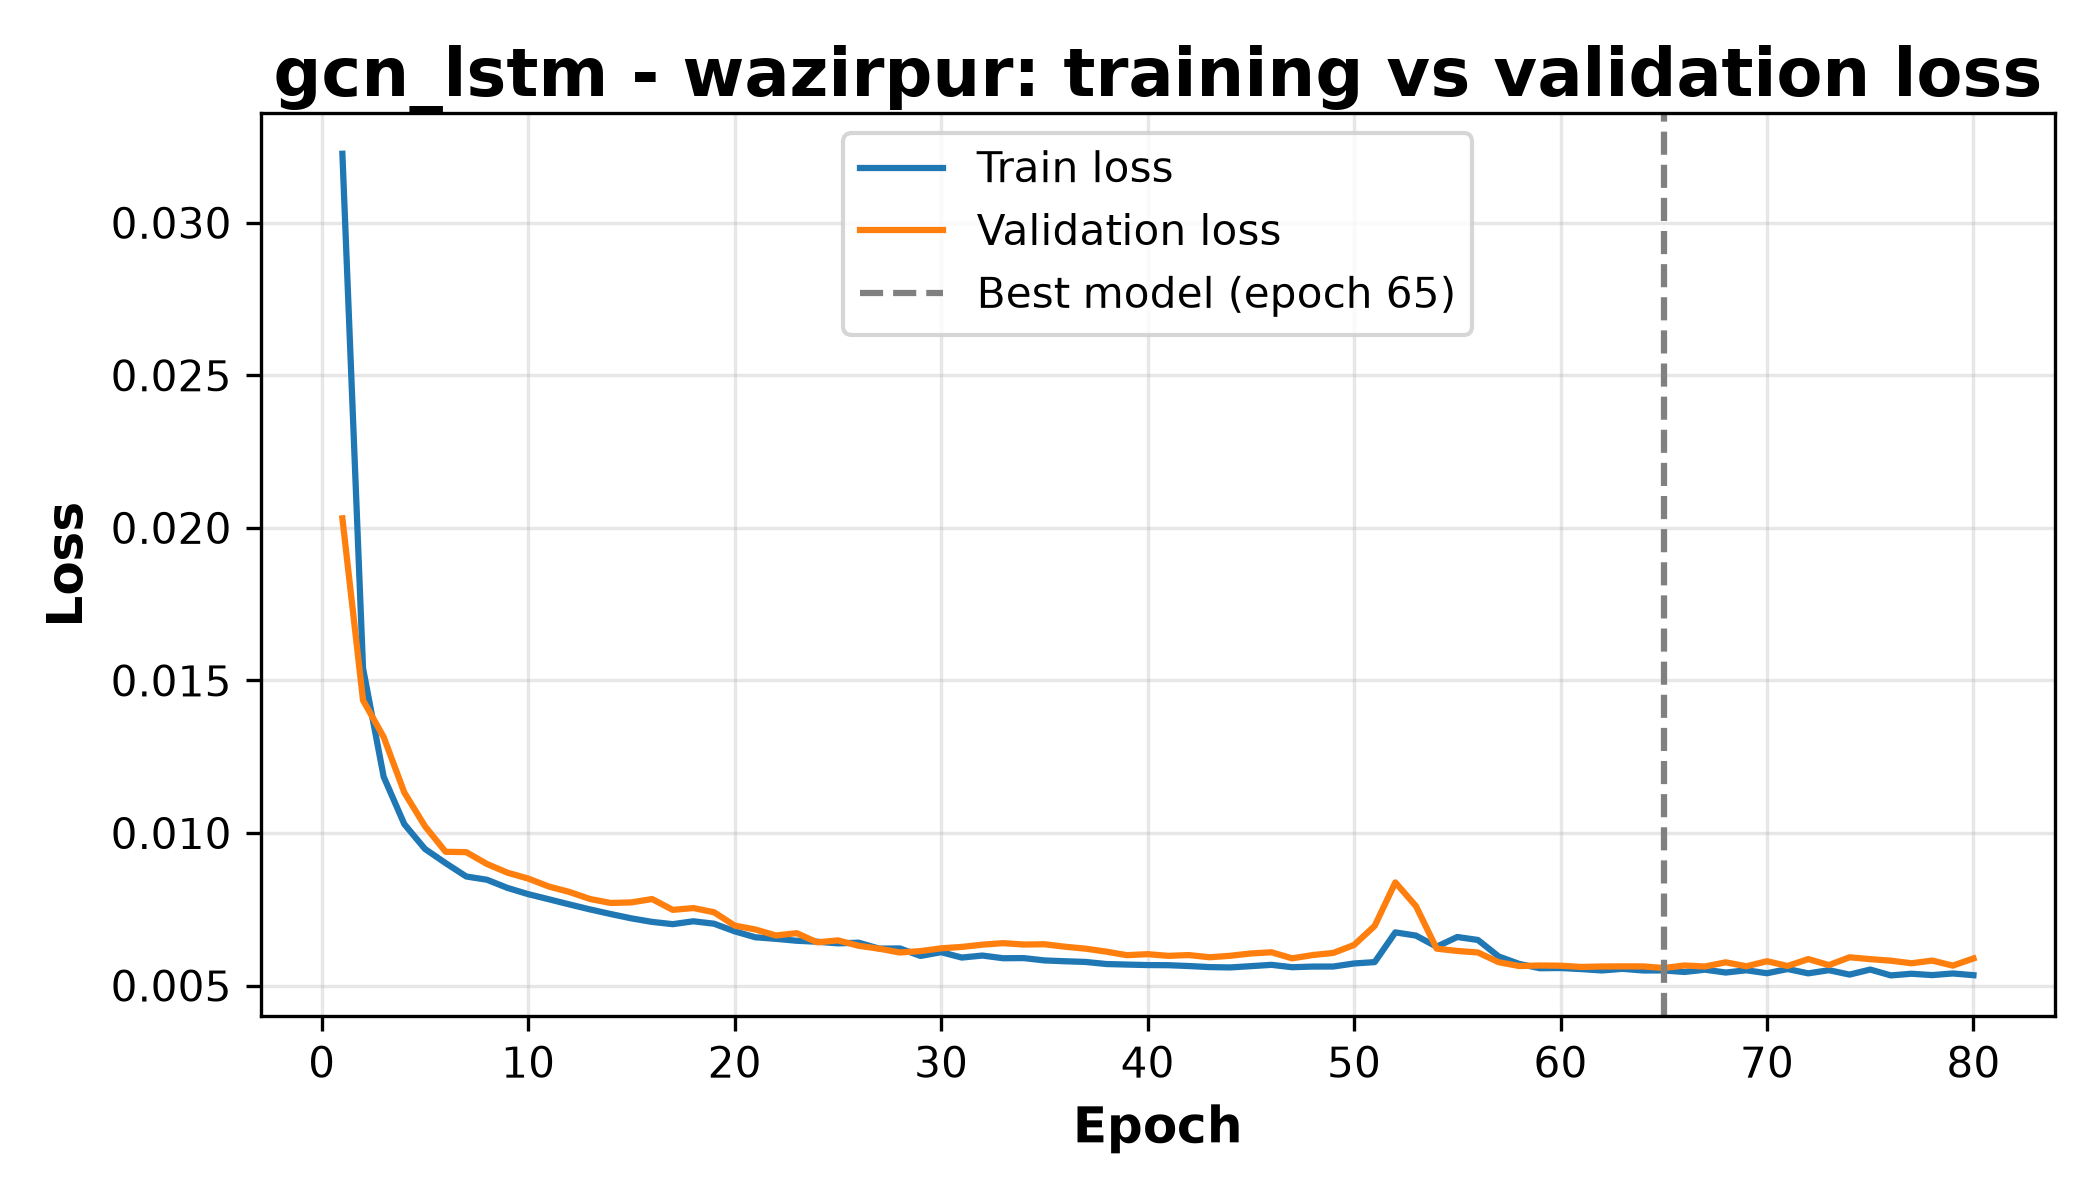 gcn_lstm - wazirpur: training vs validation loss
Train loss
Validation loss
Best model (epoch 65)
0.030
0.025
0.020
0.015
0.010
0.005
Loss
0 10 20 30 40 50 60 70 80
Epoch